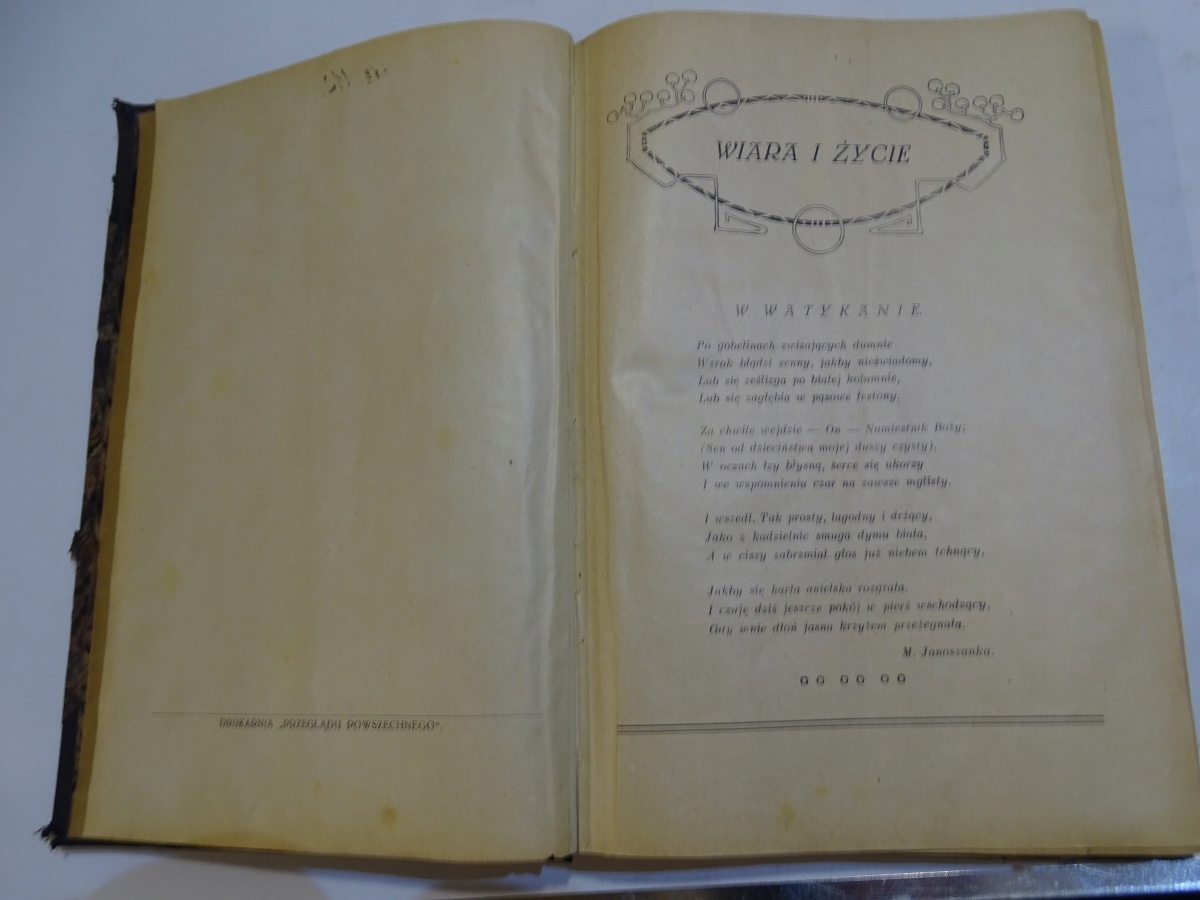 DRUKARNIA „PRZEGLĄDU POWSZECHNEGO".
WIARA I ŻYCIE
W WATYKANIE
Po gobelinach zwisających dumnie
Wzrok błądzi senny, jakby nieświadomy,
Lub się ześlizga po białej kolumnie,
Lub się zagłębia w pąsowe festony.
Za chwilę wejdzie — On — Namiestnik Boży;
(Sen od dzieciństwa mojej duszy czysty),
W oczach łzy błysną, serce się ukorzy
I we wspomnieniu czar na zawsze mglisty.
I wszedł. Tak prosty, łagodny i drżący,
Jako z kadzielnic smuga dymu biała,
A w ciszy zabrzmiał głos już niebem tchnący,
Jakby się harfa anielska rozgrała.
I czuję dziś jeszcze pokój w pierś wschodzący,
Gdy mnie dłoń jasna krzyżem przeżegnała.
M. Janoszanka.